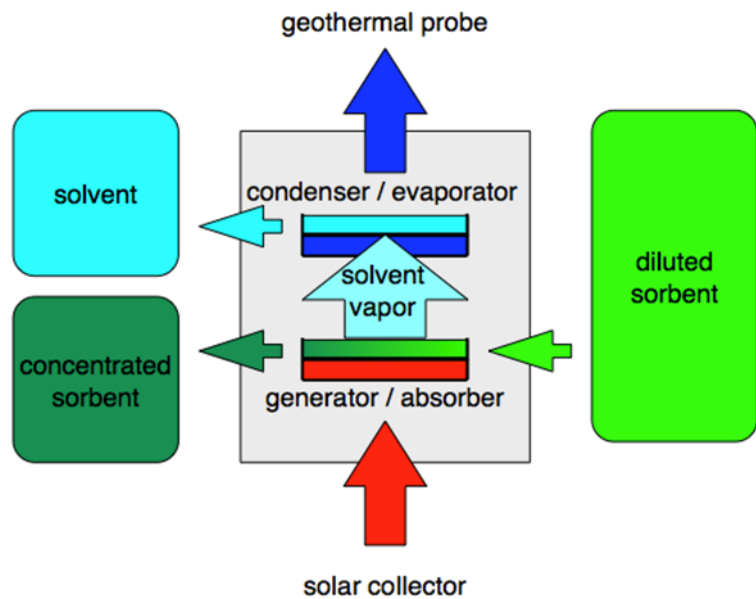 geothermal probe
solvent
condenser / evaporator
solvent
vapor
diluted
sorbent
concentrated
sorbent
generator / absorber
solar collector